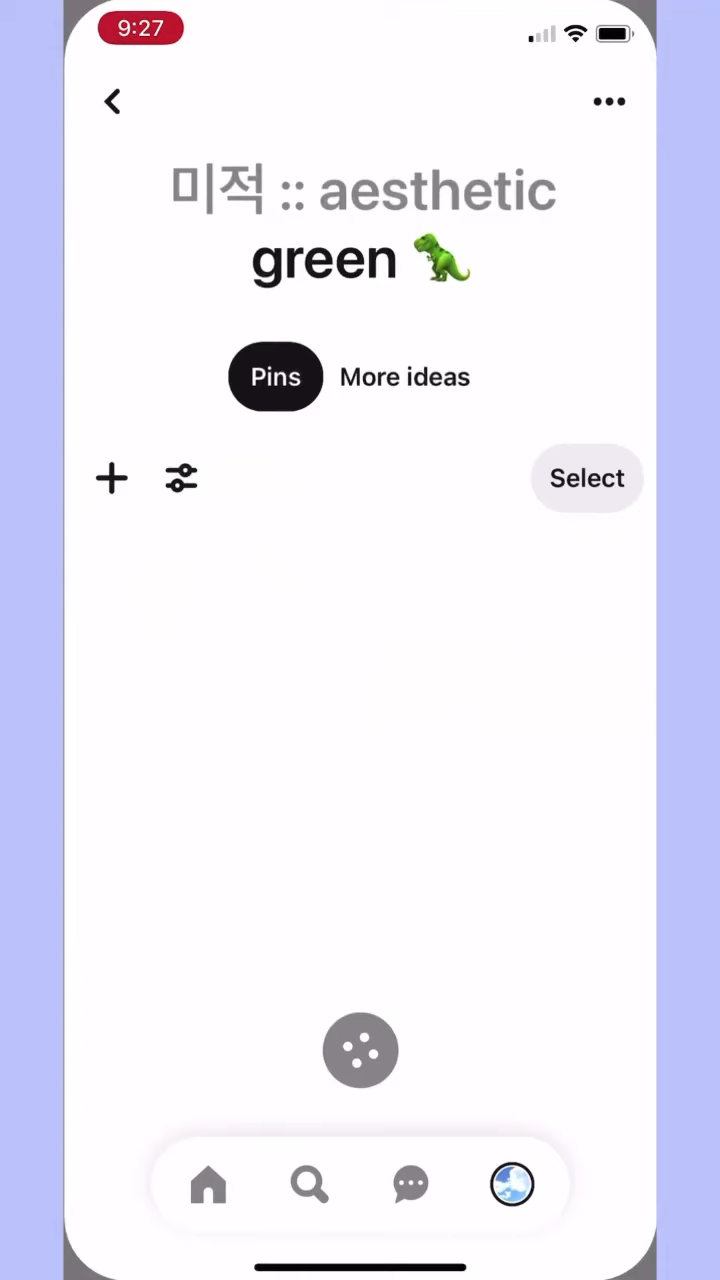 9:27
미적 :: aesthetic
green 🦖
Pins
More ideas
Select